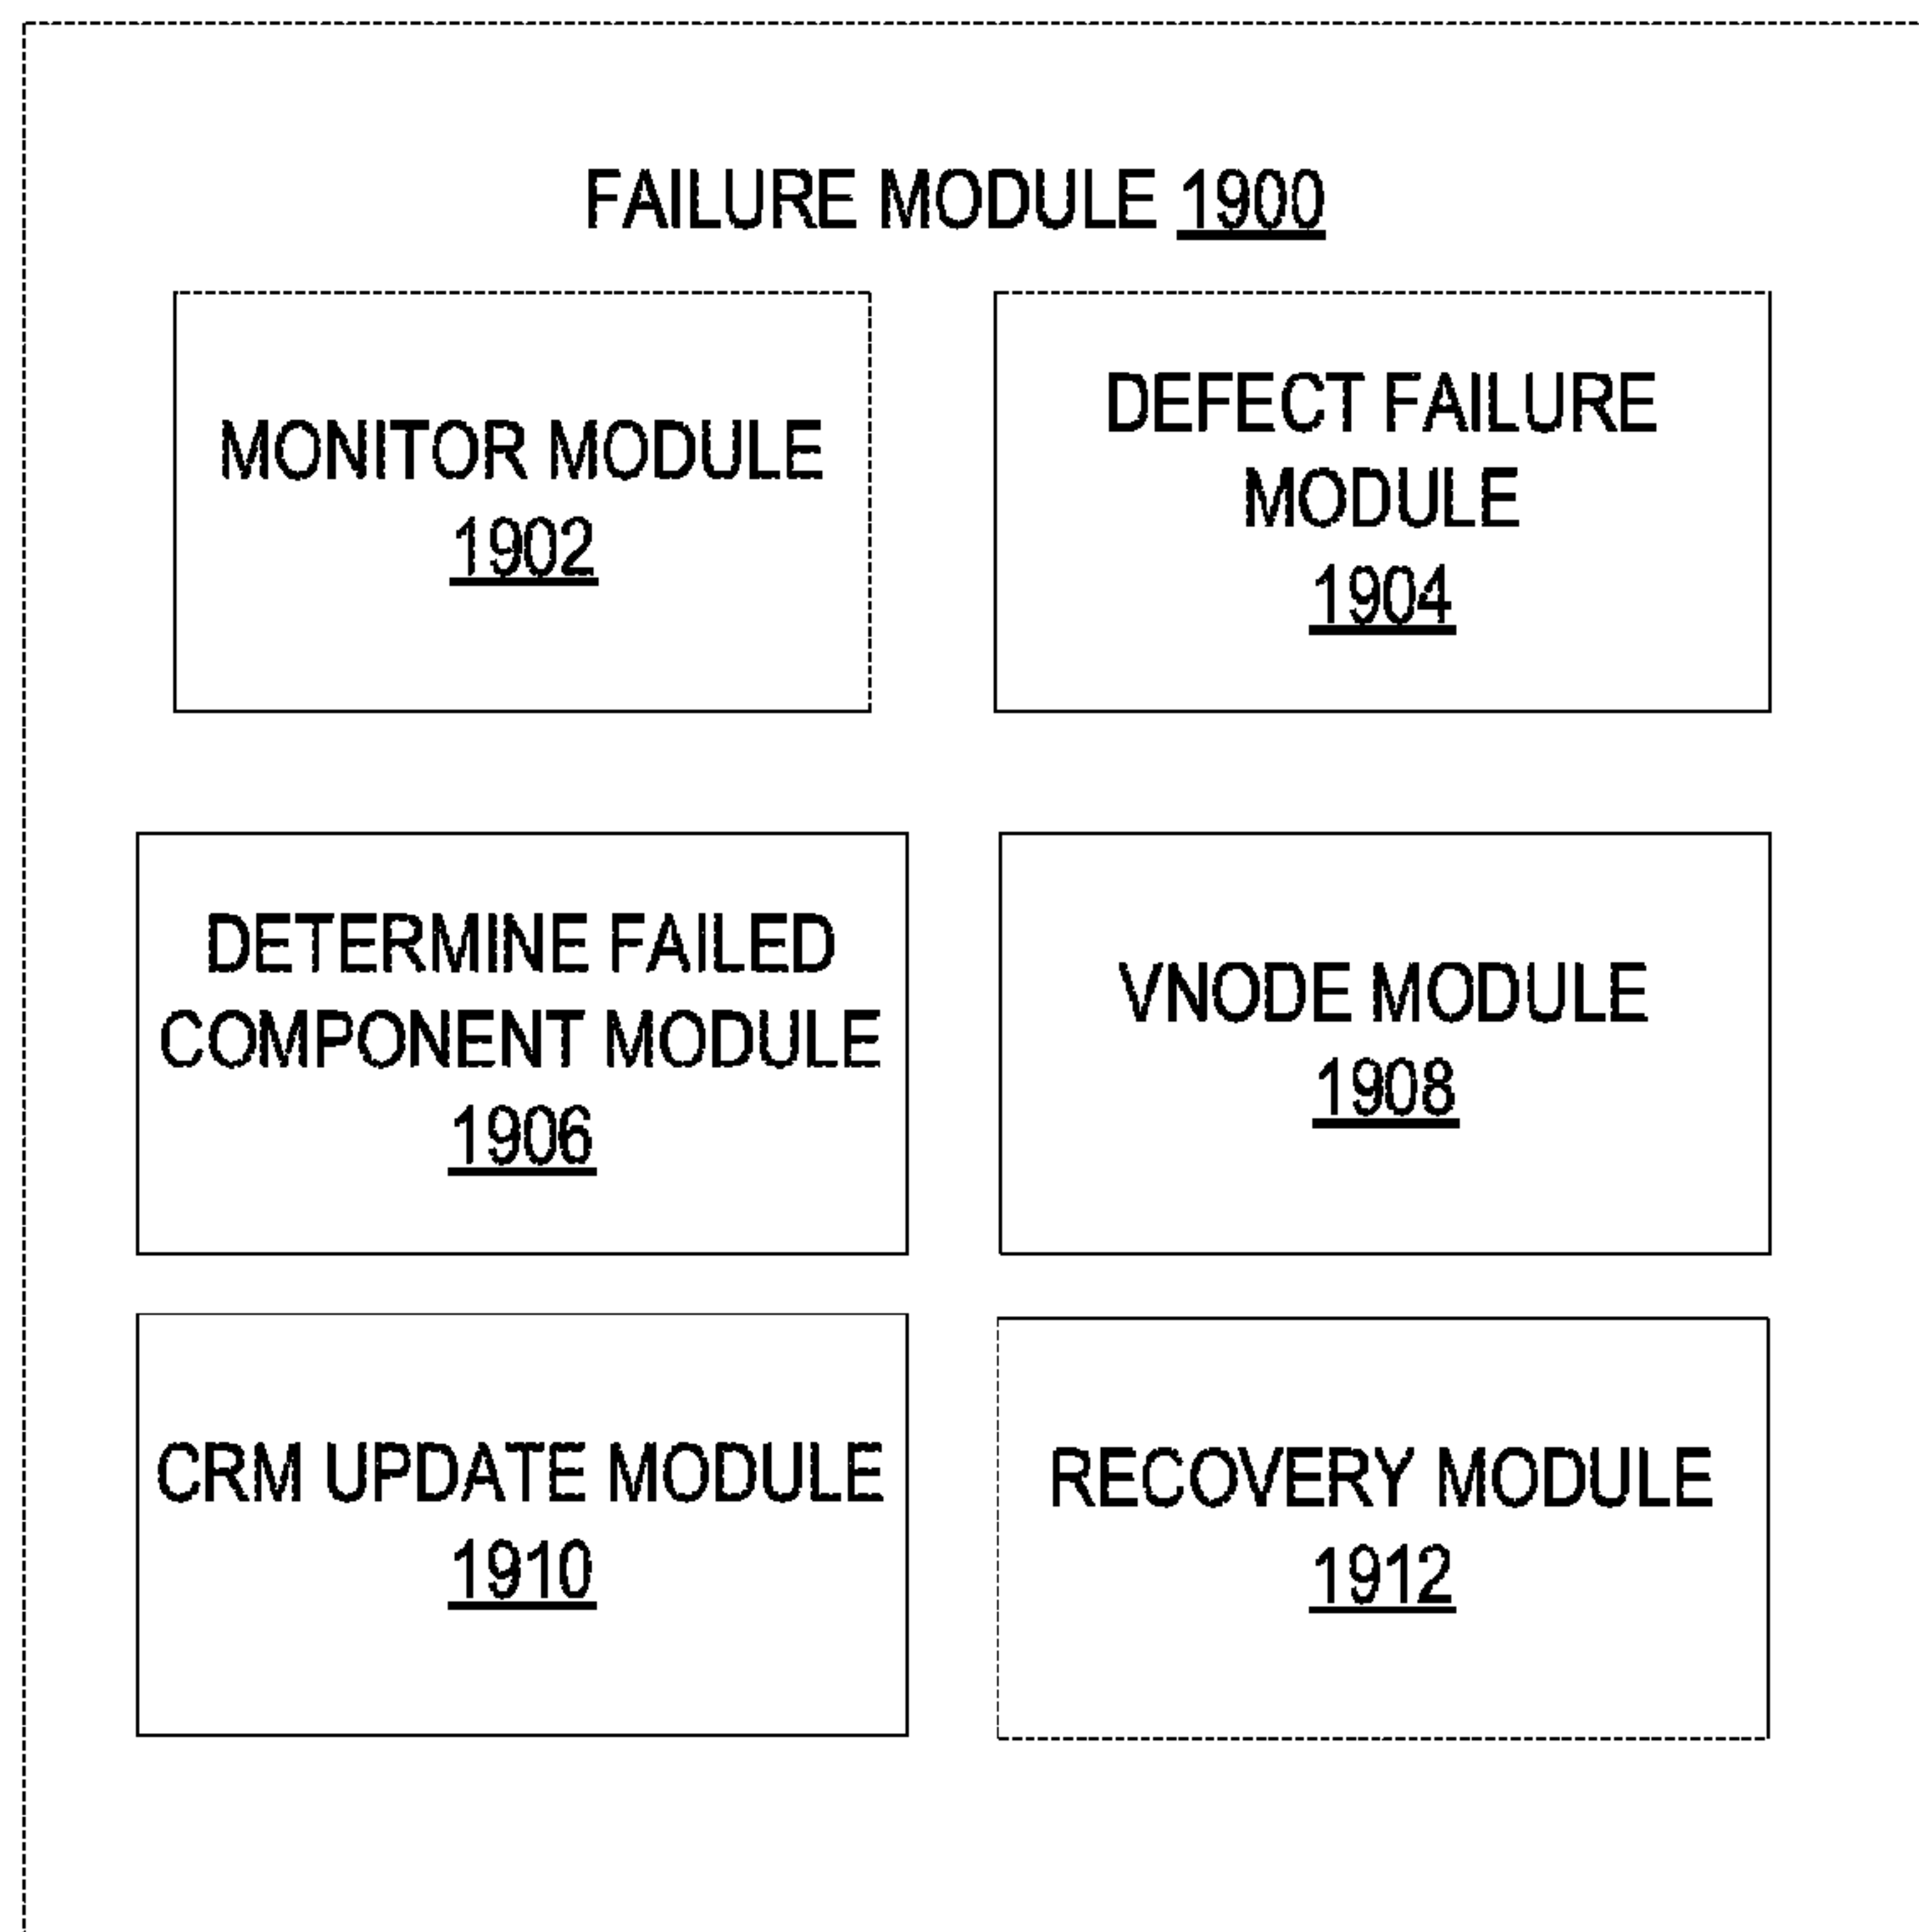 FAILURE MODULE 1900
MONITOR MODULE
1902
DEFECT FAILURE
MODULE
1904
DETERMINE FAILED
COMPONENT MODULE
1906
VNODE MODULE
1908
CRM UPDATE MODULE
1910
RECOVERY MODULE
1912